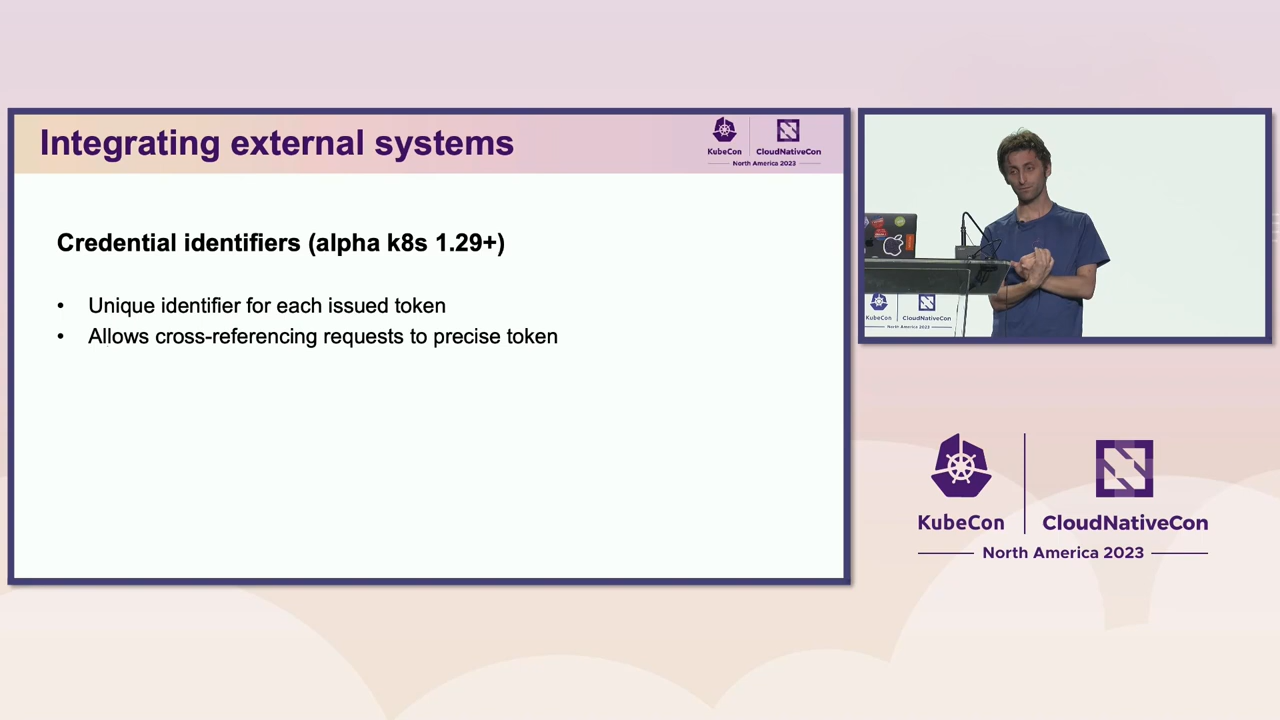 Integrating external systems
KubeCon
CloudNativeCon
North America 2023
Credential identifiers (alpha k8s 1.29+)
• Unique identifier for each issued token
• Allows cross-referencing requests to precise token
KubeCon
CloudNativeCon
North America 2023
KubeCon
CloudNativeCon
North America 2023